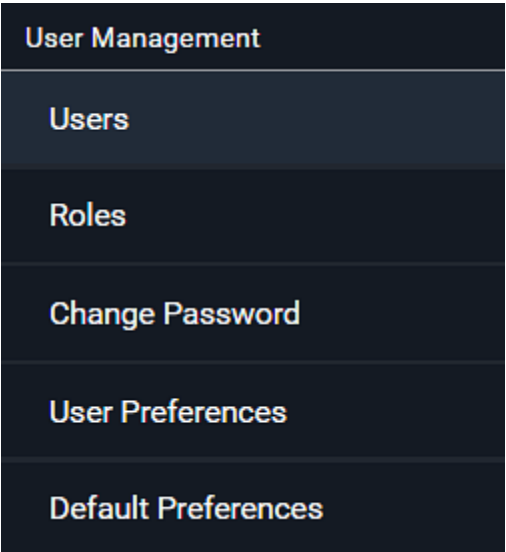 User Management
Users
Roles
Change Password
User Preferences
Default Preferences